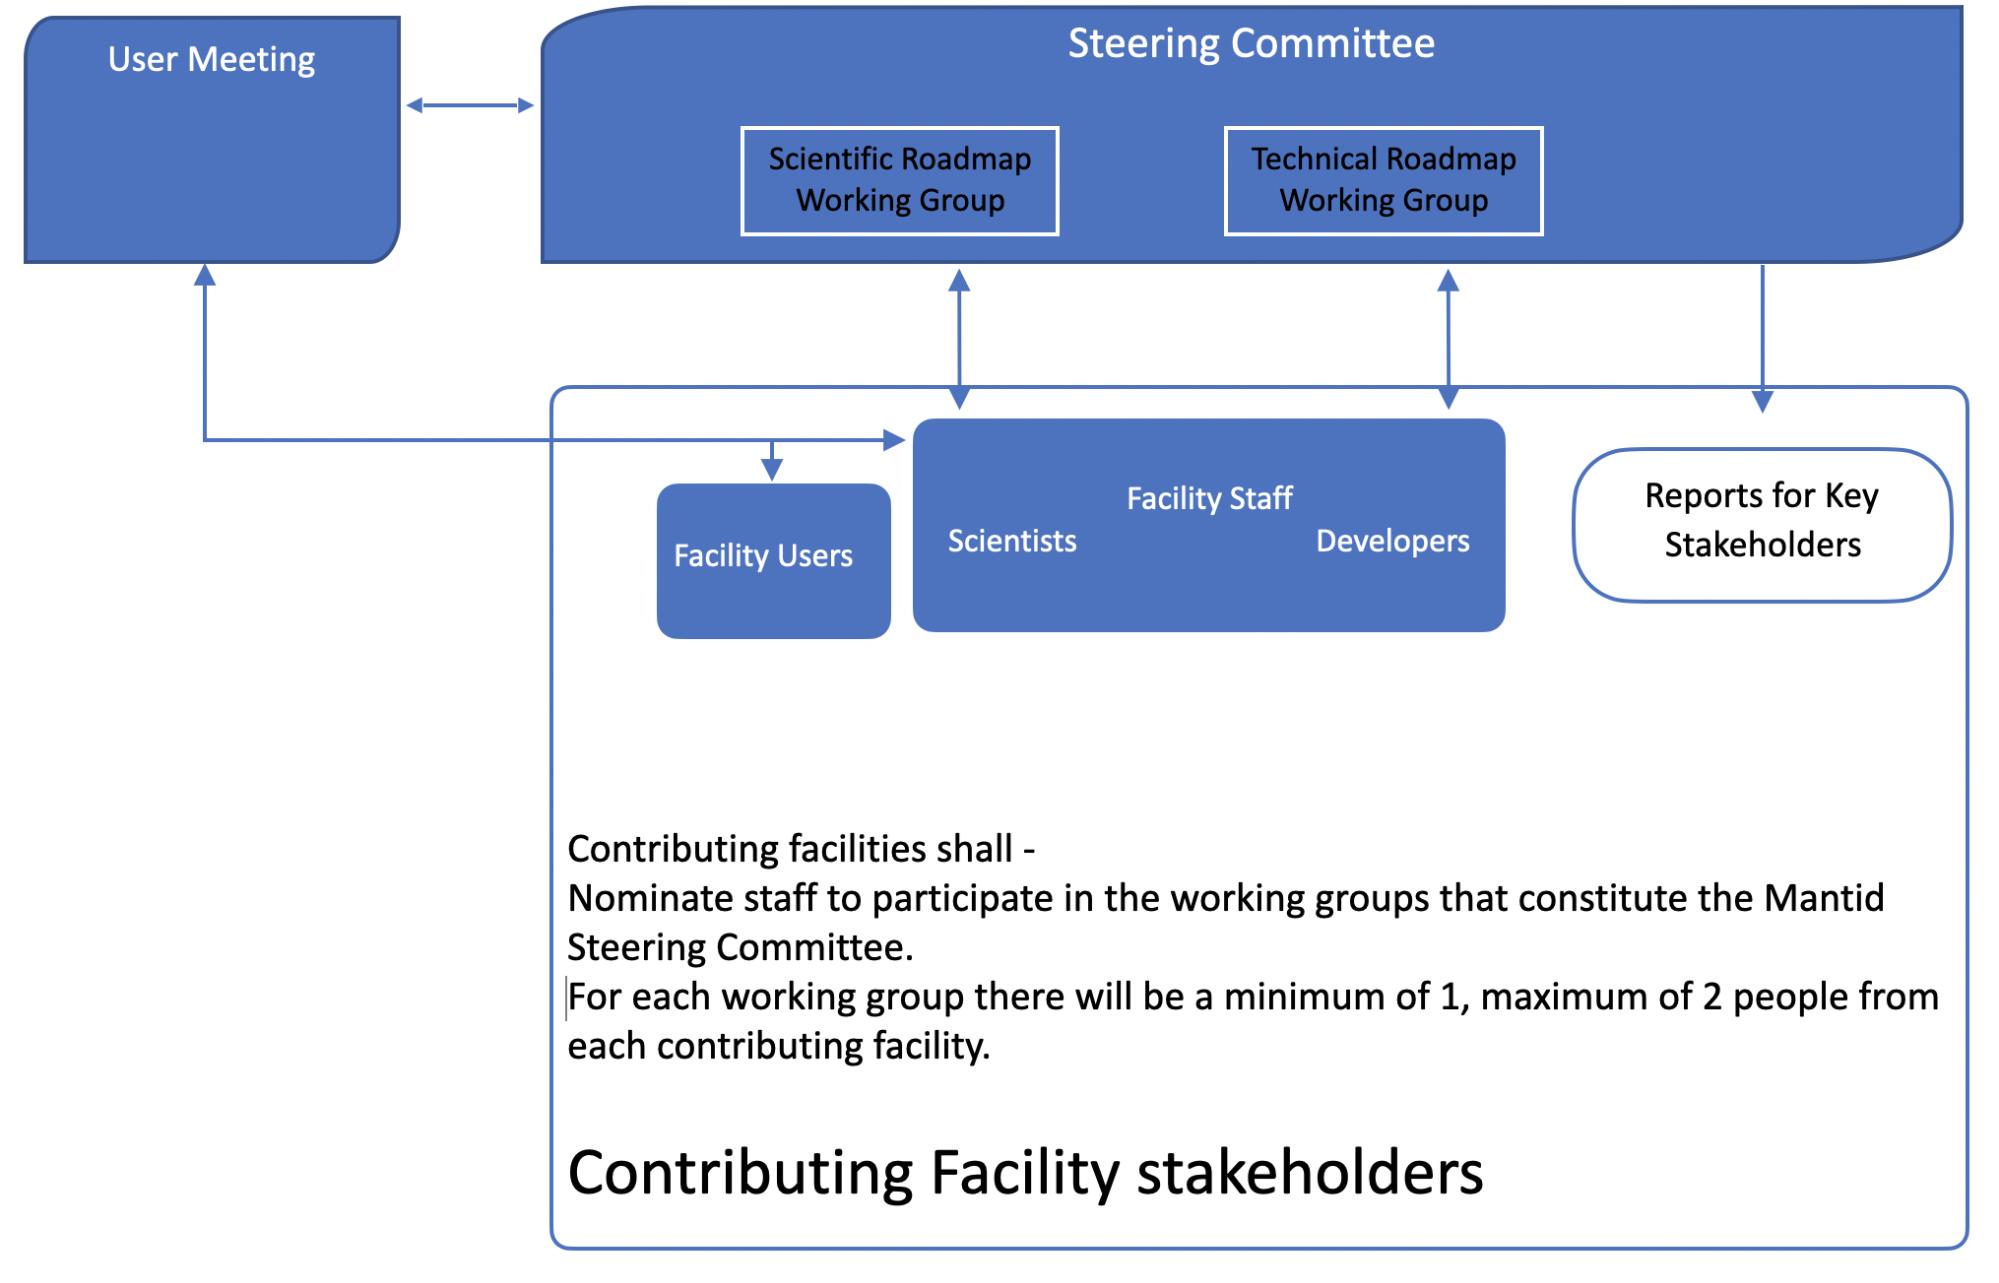 User Meeting
Steering Committee
Scientific Roadmap
Working Group
Technical Roadmap
Working Group
Facility Users
Facility Staff
Scientists
Developers
Reports for Key
Stakeholders
Contributing facilities shall -
Nominate staff to participate in the working groups that constitute the Mantid
Steering Committee.
For each working group there will be a minimum of 1, maximum of 2 people from
each contributing facility.
Contributing Facility stakeholders